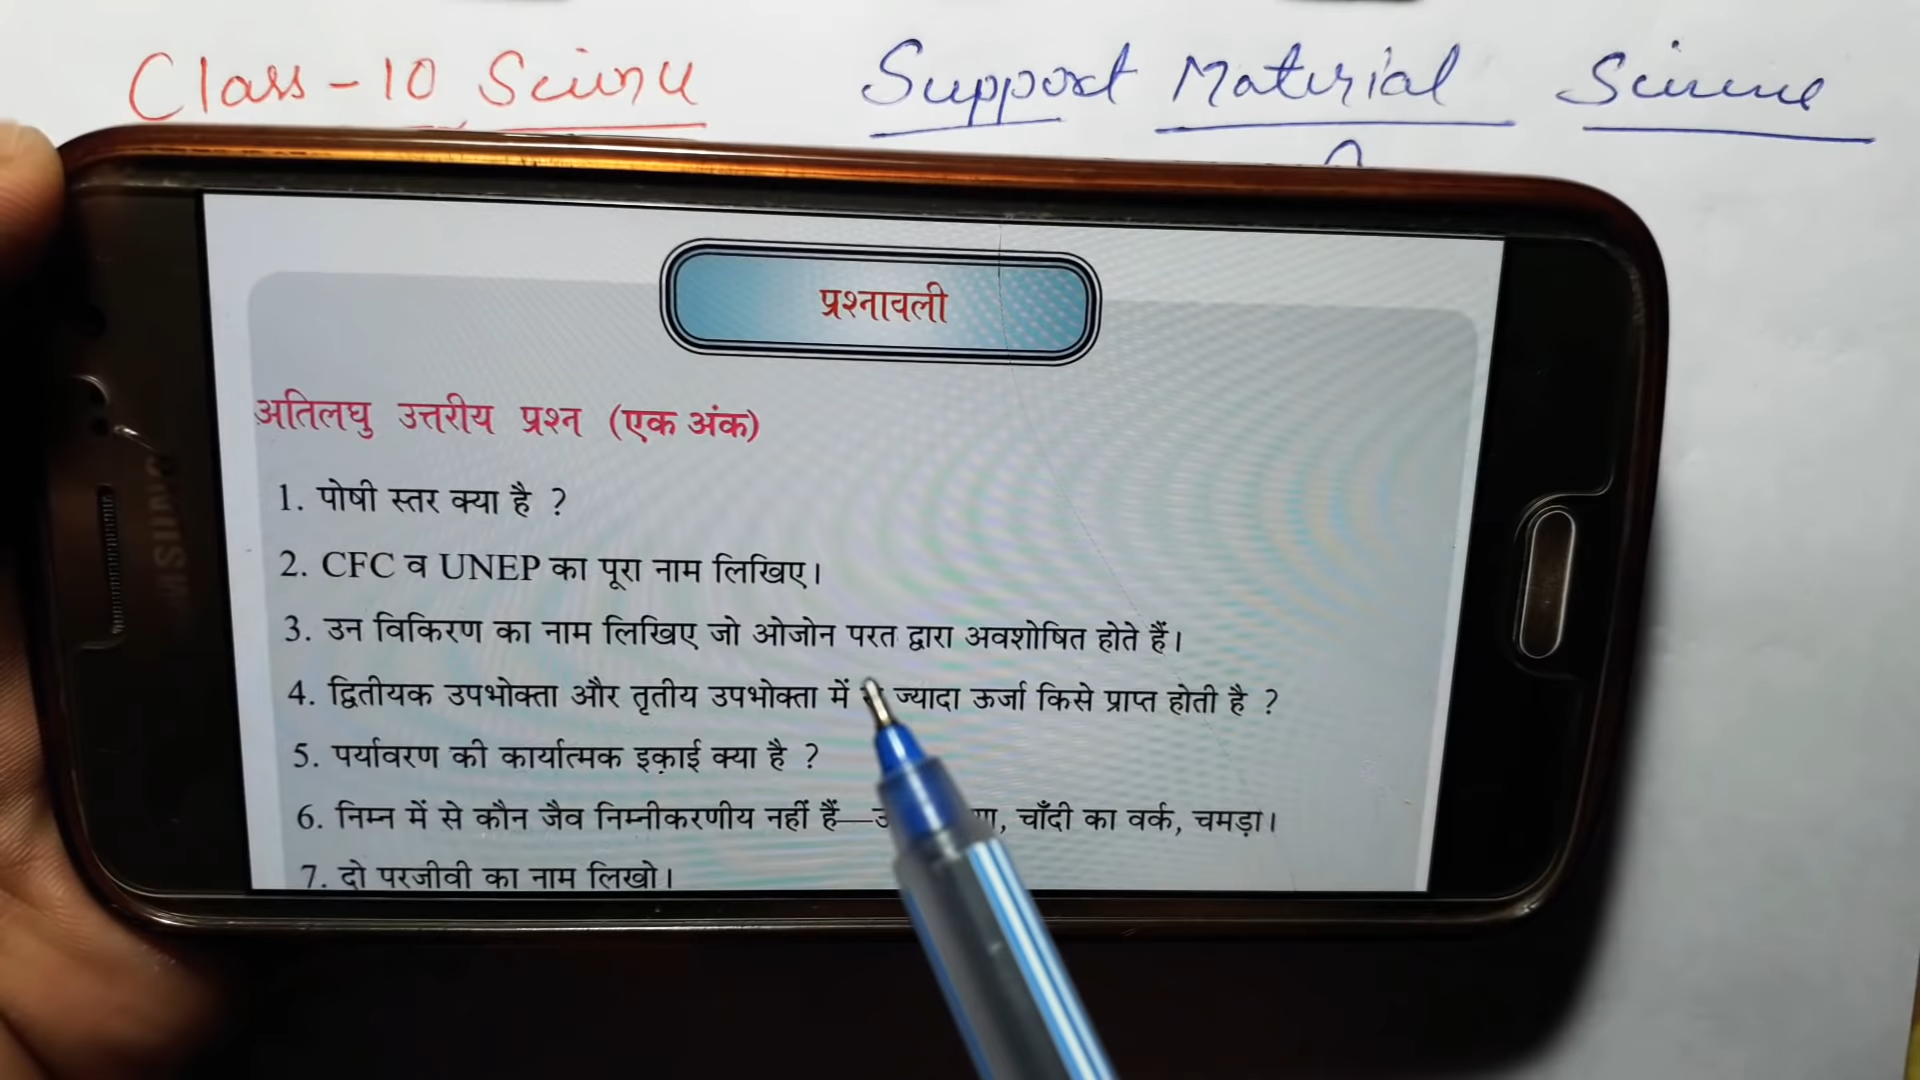 Class-10 Science Support Material Science
प्रश्नावली
अतिलघु उत्तरीय प्रश्न (एक अंक)
1. पोषी स्तर क्या है ?
2. CFC व UNEP का पूरा नाम लिखिए।
3. उन विकिरण का नाम लिखिए जो ओजोन परत द्वारा अवशोषित होते हैं।
4. द्वितीयक उपभोक्ता और तृतीय उपभोक्ता में ज्यादा ऊर्जा किसे प्राप्त होती है ?
5. पर्यावरण की कार्यात्मक इकाई क्या है ?
6. निम्न में से कौन जैव निम्नीकरणीय नहीं हैं— चाँदी का वर्क, चमड़ा।
7. दो परजीवी का नाम लिखो।
SAMSUNG